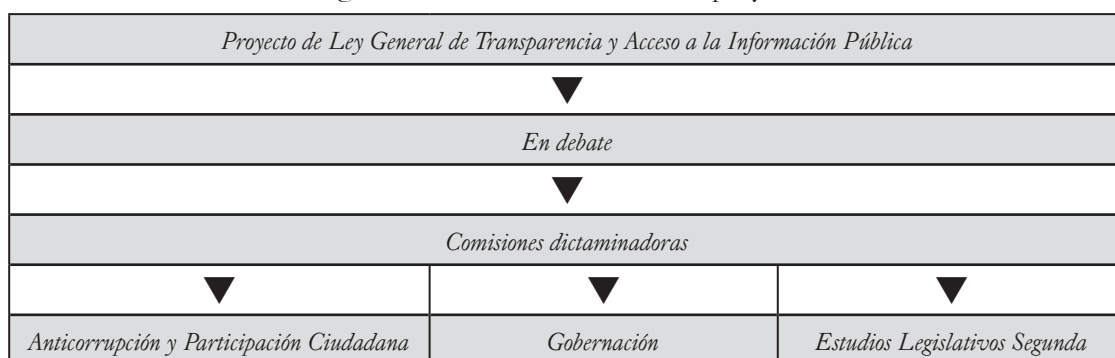 Proyecto de Ley General de Transparencia y Acceso a la Información Pública
En debate
Comisiones dictaminadoras
Anticorrupción y Participación Ciudadana
Gobernación
Estudios Legislativos Segunda